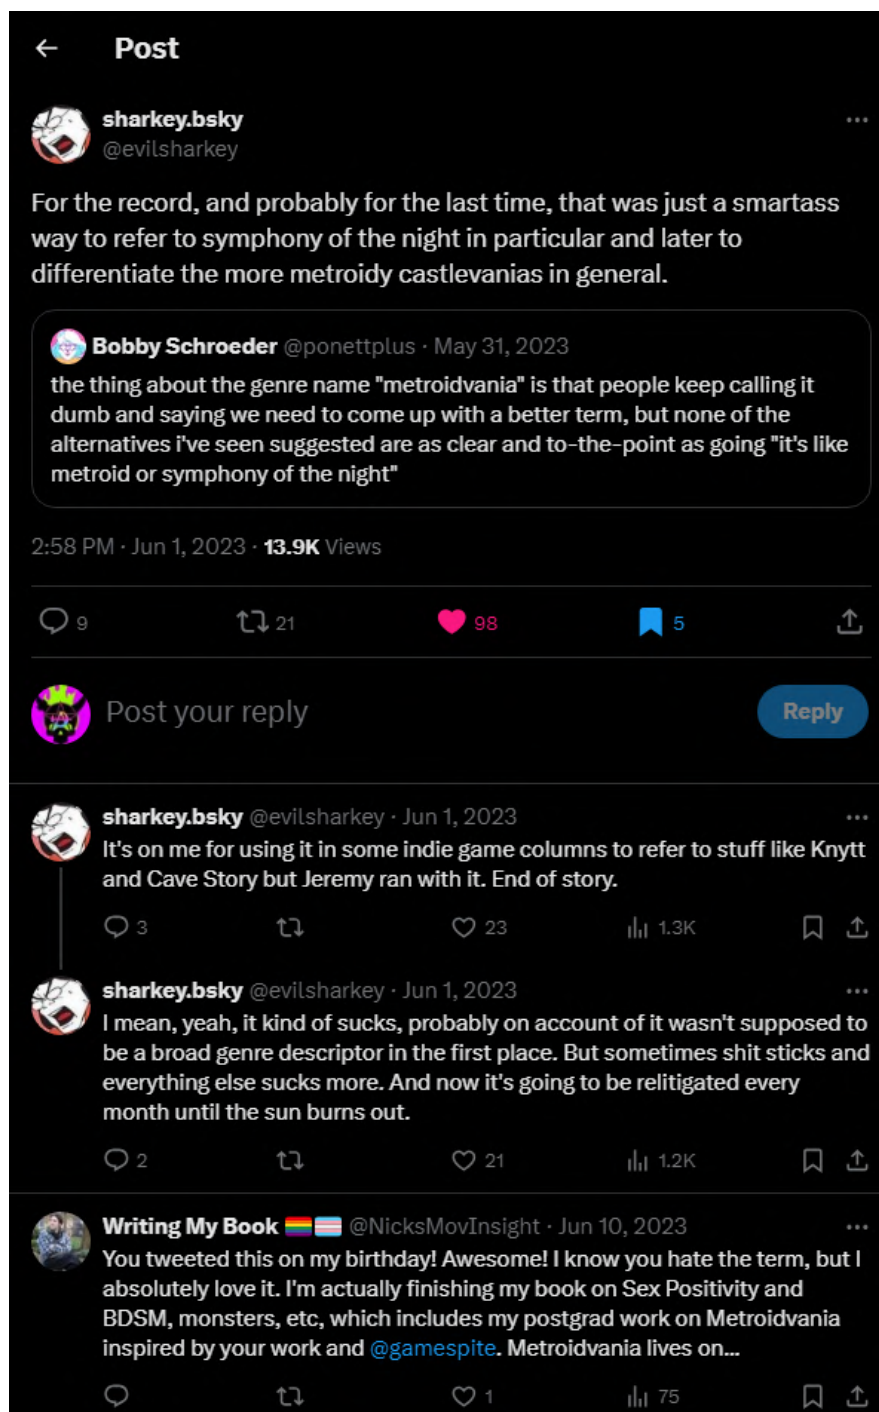 Post
sharkey.bsky
@evilsharkey
For the record, and probably for the last time, that was just a smartass
way to refer to symphony of the night in particular and later to
differentiate the more metroidy castlevanias in general.
Bobby Schroeder @ponettplus · May 31, 2023
the thing about the genre name "metroidvania" is that people keep calling it
dumb and saying we need to come up with a better term, but none of the
alternatives i've seen suggested are as clear and to-the-point as going "it's like
metroid or symphony of the night"
2:58 PM · Jun 1, 2023 · 13.9K Views
9 21 98 5
Post your reply
Reply
sharkey.bsky @evilsharkey · Jun 1, 2023
It's on me for using it in some indie game columns to refer to stuff like Knytt
and Cave Story but Jeremy ran with it. End of story.
3 23 1.3K
sharkey.bsky @evilsharkey · Jun 1, 2023
I mean, yeah, it kind of sucks, probably on account of it wasn't supposed to
be a broad genre descriptor in the first place. But sometimes shit sticks and
everything else sucks more. And now it's going to be relitigated every
month until the sun burns out.
2 21 1.2K
Writing My Book @NicksMovInsight · Jun 10, 2023
You tweeted this on my birthday! Awesome! I know you hate the term, but I
absolutely love it. I'm actually finishing my book on Sex Positivity and
BDSM, monsters, etc, which includes my postgrad work on Metroidvania
inspired by your work and @gamespite. Metroidvania lives on...
1 75